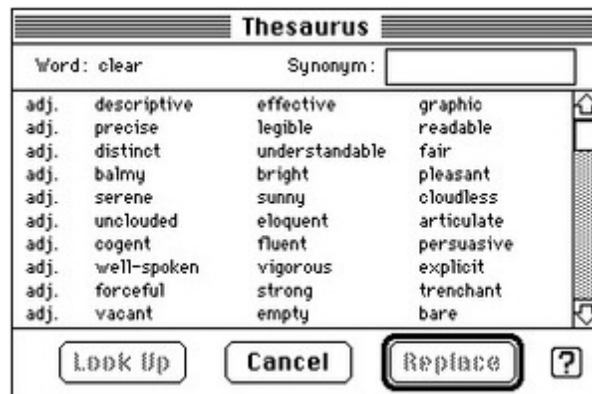 Thesaurus
Word: clear Synonym:
adj. descriptive effective graphic
adj. precise legible readable
adj. distinct understandable fair
adj. balmy bright pleasant
adj. serene sunny cloudless
adj. unclouded eloquent articulate
adj. cogent fluent persuasive
adj. well-spoken vigorous explicit
adj. forceful strong trenchant
adj. vacant empty bare
Look Up Cancel Replace ?